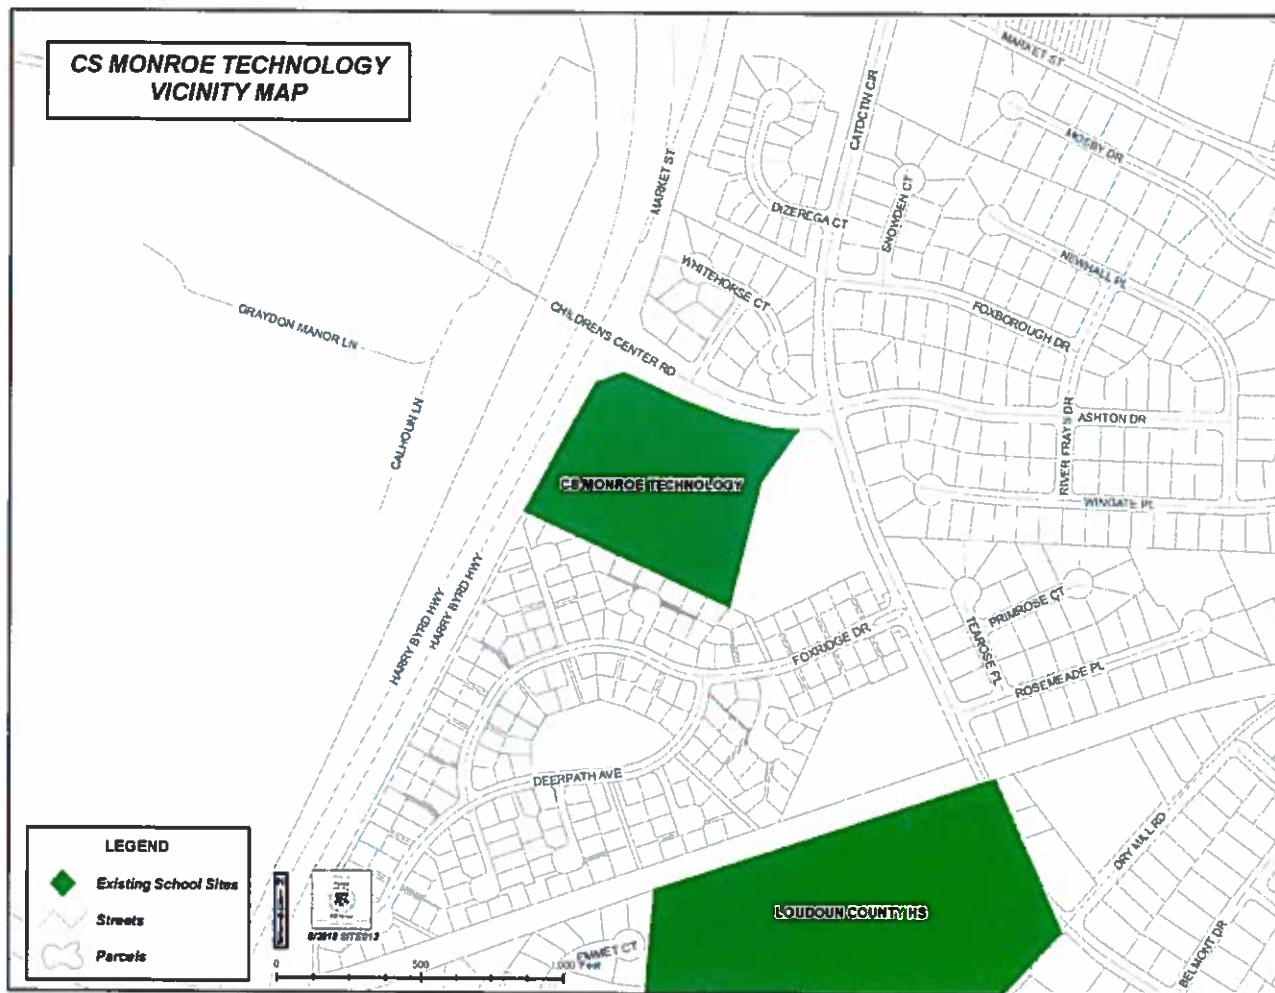 CS MONROE TECHNOLOGY
VICINITY MAP
MARKET ST
CATOCTIN CIR
MARKET ST
MOSBY DR
DIZEREGA CT
SNOWDEN CT
NEWHALL PL
WHITEHORSE CT
GRAYDON MANOR LN
CHILDRENS CENTER RD
FOXBOROUGH DR
CALHOUN LN
RIVER FRAYS DR
ASHTON DR
CS MONROE TECHNOLOGY
WINGATE PL
HARRY BYRD HWY
HARRY BYRD HWY
PRIMROSE CT
TEAROSE PL
FOXRIDGE DR
ROSEMEADE PL
DEERPATH AVE
DRY MILL RD
LOUDOUN COUNTY HS
EMMET CT
BELMONT DR
LEGEND
Existing School Sites
Streets
Parcels
0 500 1,000 Feet